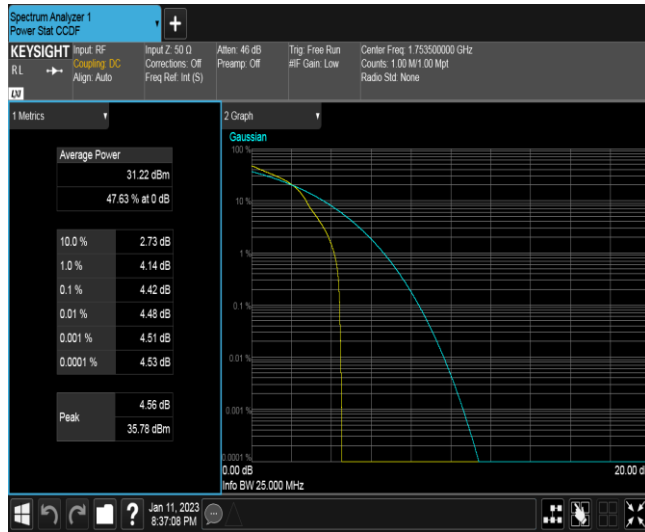 Spectrum Analyzer 1
Power Stat CCDF
+
KEYSIGHT
RL
LXI
Input: RF
Coupling: DC
Align: Auto
Input Z: 50 Ω
Corrections: Off
Freq Ref: Int (S)
Atten: 46 dB
Preamp: Off
Trig: Free Run
#IF Gain: Low
Center Freq: 1.753500000 GHz
Counts: 1.00 M/1.00 Mpt
Radio Std: None
1 Metrics
Average Power
31.22 dBm
47.63 % at 0 dB
10.0 % 2.73 dB
1.0 % 4.14 dB
0.1 % 4.42 dB
0.01 % 4.48 dB
0.001 % 4.51 dB
0.0001 % 4.53 dB
Peak
4.56 dB
35.78 dBm
2 Graph
Gaussian
100 %
10 %
1 %
0.1 %
0.01 %
0.001 %
0.0001 %
0.00 dB
20.00 d
Info BW 25.000 MHz
?
Jan 11, 2023
8:37:08 PM